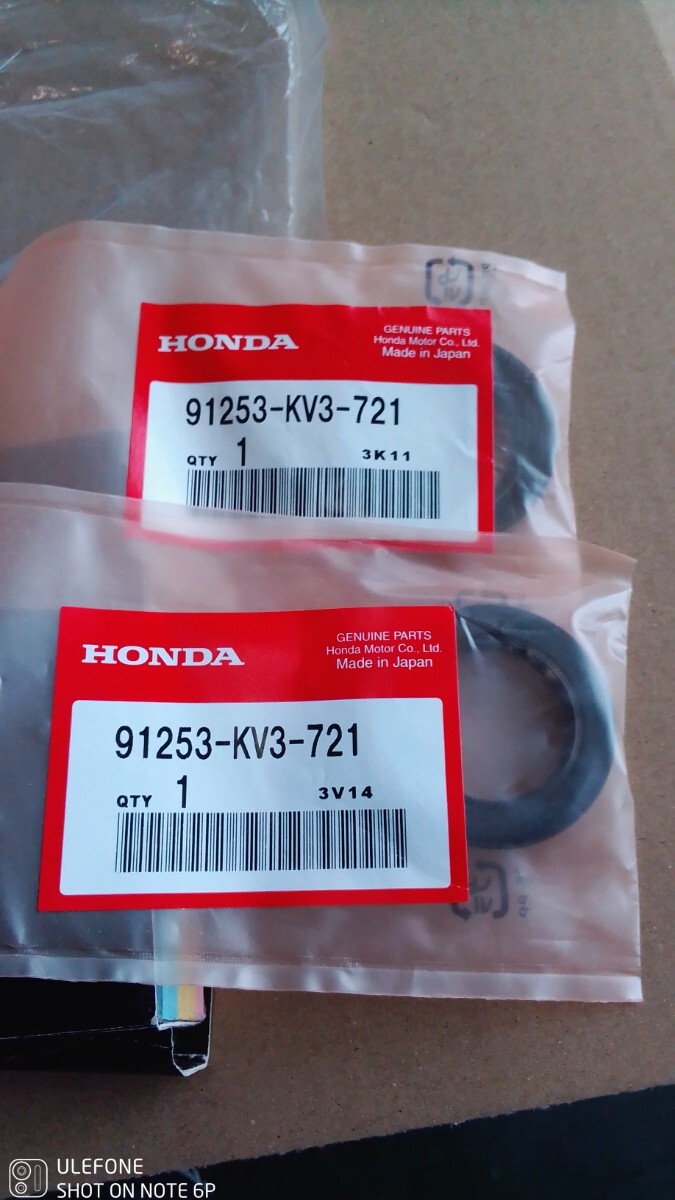 HONDA
GENUINE PARTS
Honda Motor Co., Ltd.
Made in Japan
91253-KV3-721
QTY 1 3K11
HONDA
GENUINE PARTS
Honda Motor Co., Ltd.
Made in Japan
91253-KV3-721
QTY 1 3V14
ULEFONE
SHOT ON NOTE 6P